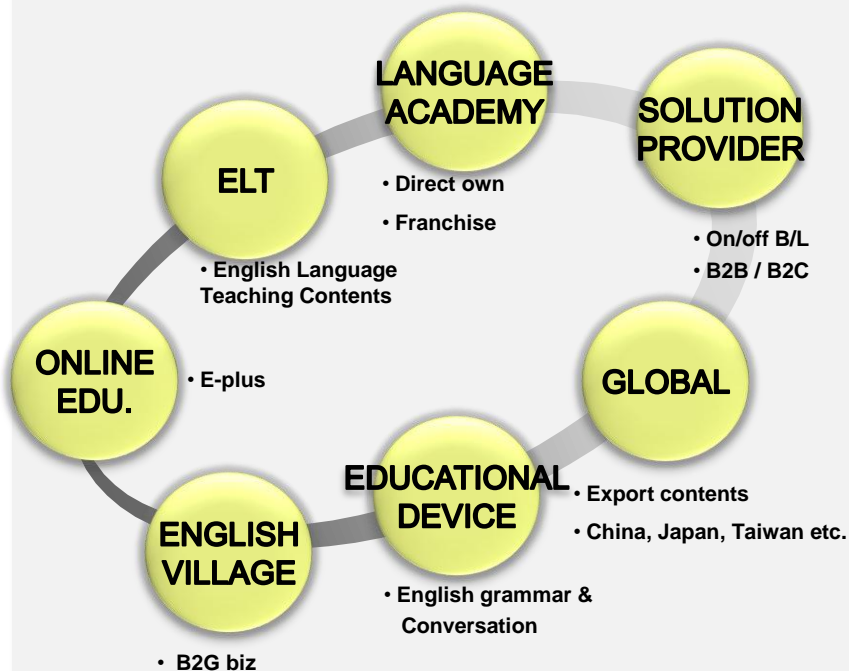 LANGUAGE
ACADEMY
• Direct own
• Franchise
SOLUTION
PROVIDER
• On/off B/L
• B2B / B2C
ELT
• English Language
Teaching Contents
ONLINE
EDU.
• E-plus
GLOBAL
• Export contents
• China, Japan, Taiwan etc.
EDUCATIONAL
DEVICE
• English grammar &
Conversation
ENGLISH
VILLAGE
• B2G biz